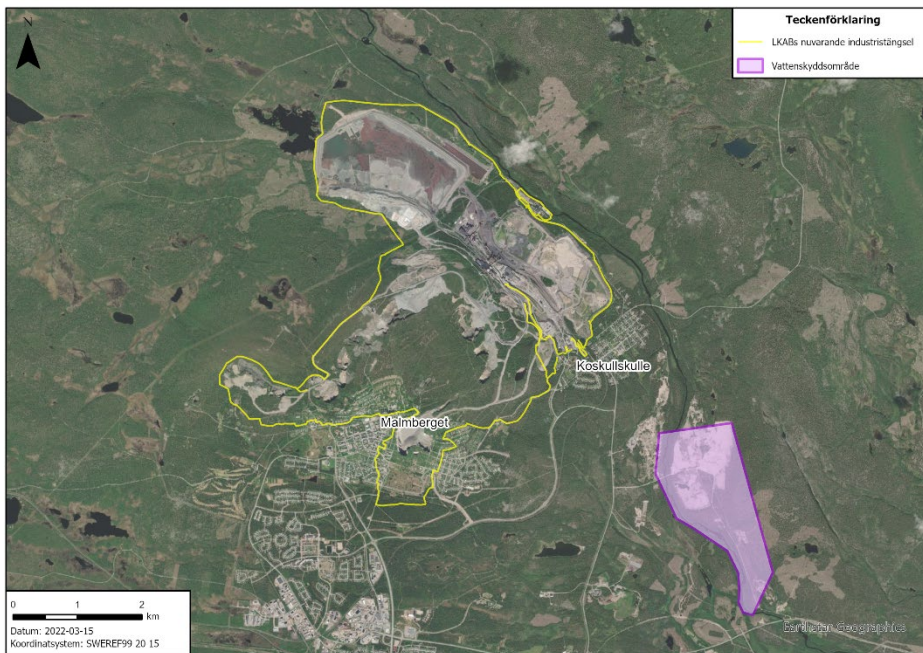 N
Teckenförklaring
LKABs nuvarande industristängsel
Vattenskyddsområde
Koskullskulle
Malmberget
0 1 2
km
Datum: 2022-03-15
Koordinatsystem: SWEREF99 20 15
Earthstar Geographics